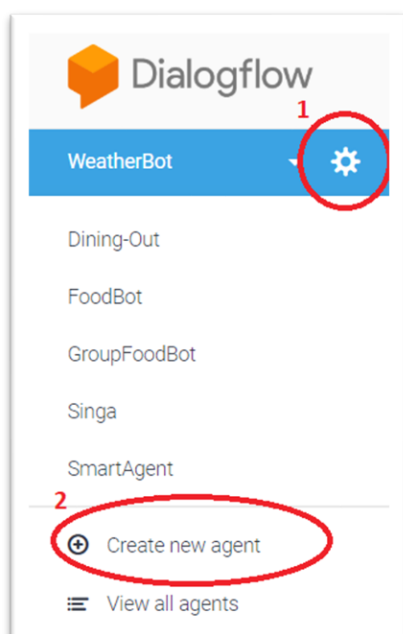 Dialogflow
1
WeatherBot
Dining-Out
FoodBot
GroupFoodBot
Singa
SmartAgent
2
Create new agent
View all agents